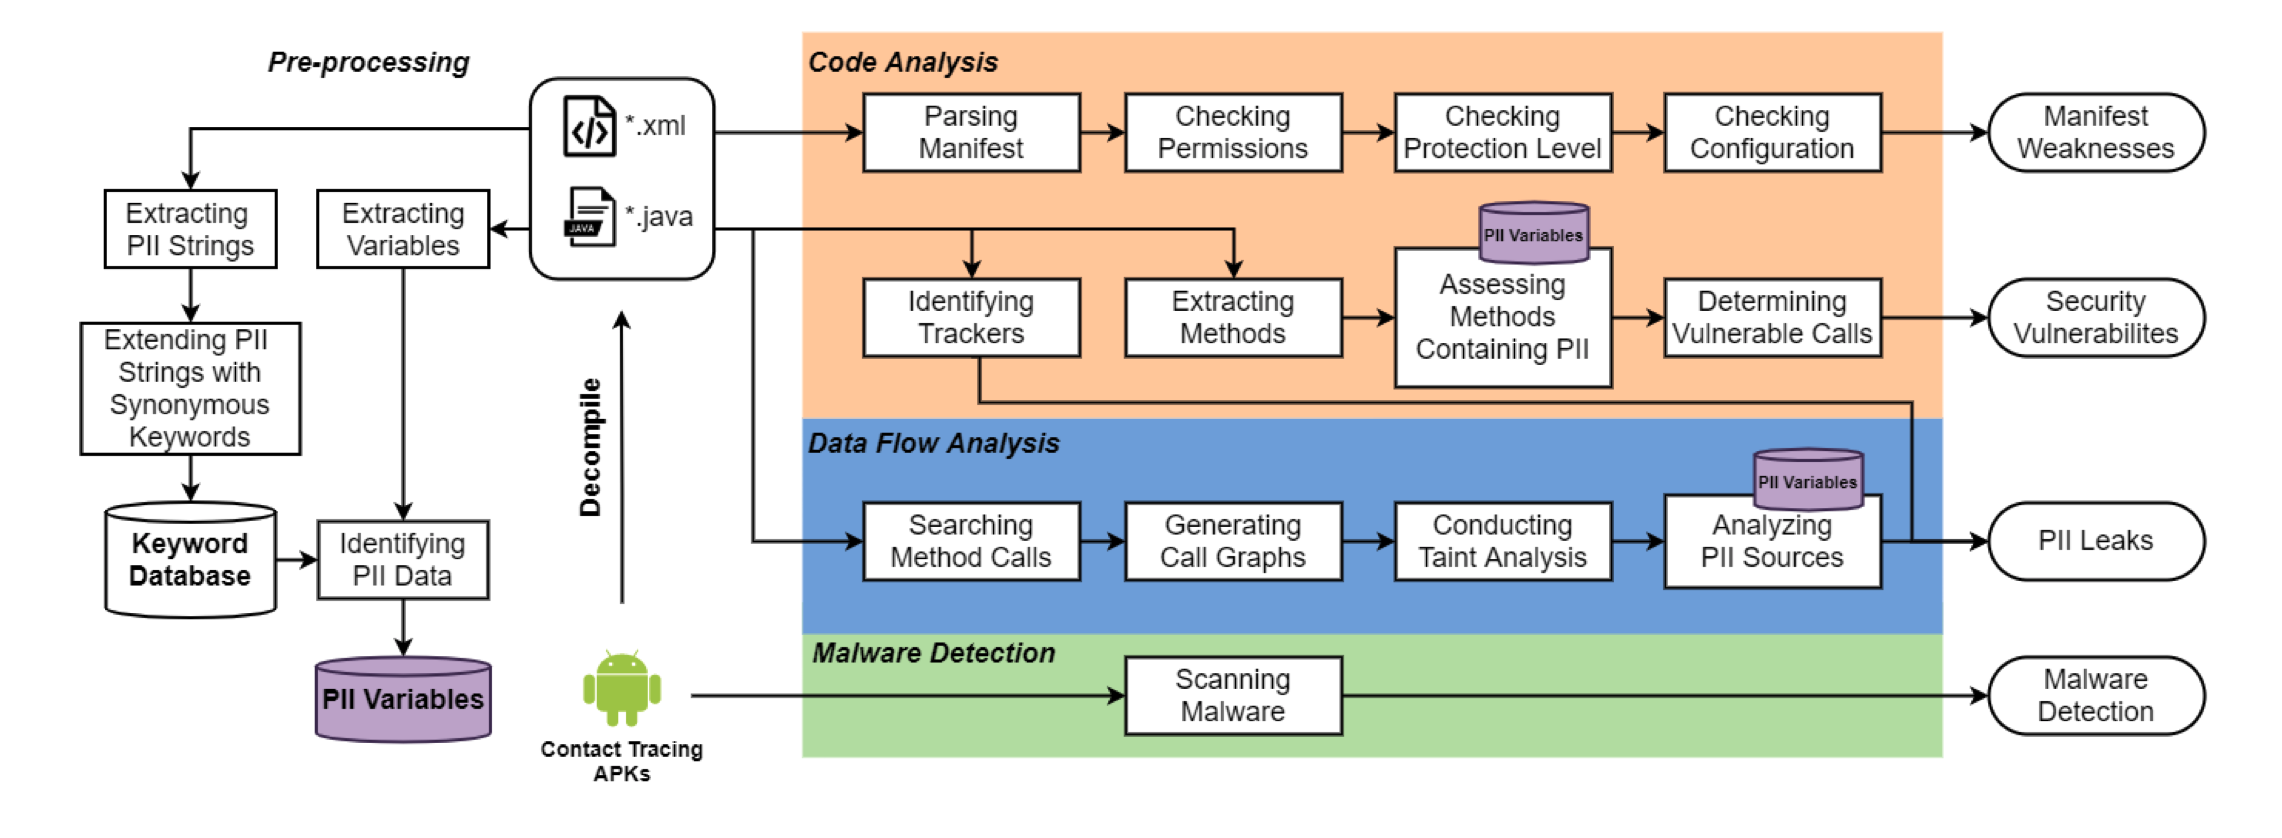 Pre-processing
*.xml
*.java
JAVA
Extracting
PII Strings
Extracting
Variables
Extending PII
Strings with
Synonymous
Keywords
Keyword
Database
Identifying
PII Data
PII Variables
Decompile
Contact Tracing
APKs
Code Analysis
Parsing
Manifest
Checking
Permissions
Checking
Protection Level
Checking
Configuration
Manifest
Weaknesses
Identifying
Trackers
Extracting
Methods
PII Variables
Assessing
Methods
Containing PII
Determining
Vulnerable Calls
Security
Vulnerabilites
Data Flow Analysis
Searching
Method Calls
Generating
Call Graphs
Conducting
Taint Analysis
PII Variables
Analyzing
PII Sources
PII Leaks
Malware Detection
Scanning
Malware
Malware
Detection